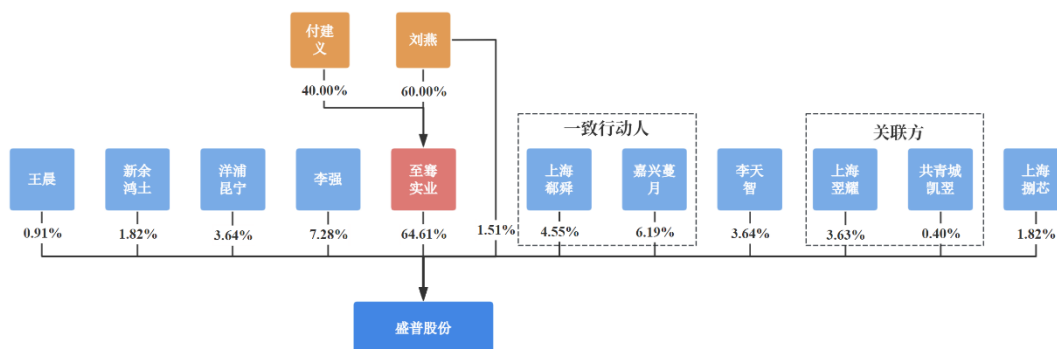 付建
义
刘燕
40.00%
60.00%
一致行动人
关联方
王晨
新余
鸿土
洋浦
昆宁
李强
至骞
实业
上海
郗舜
嘉兴蔓
月
李天
智
上海
翌耀
共青城
凯翌
上海
捌芯
0.91%
1.82%
3.64%
7.28%
64.61%
1.51%
4.55%
6.19%
3.64%
3.63%
0.40%
1.82%
盛普股份